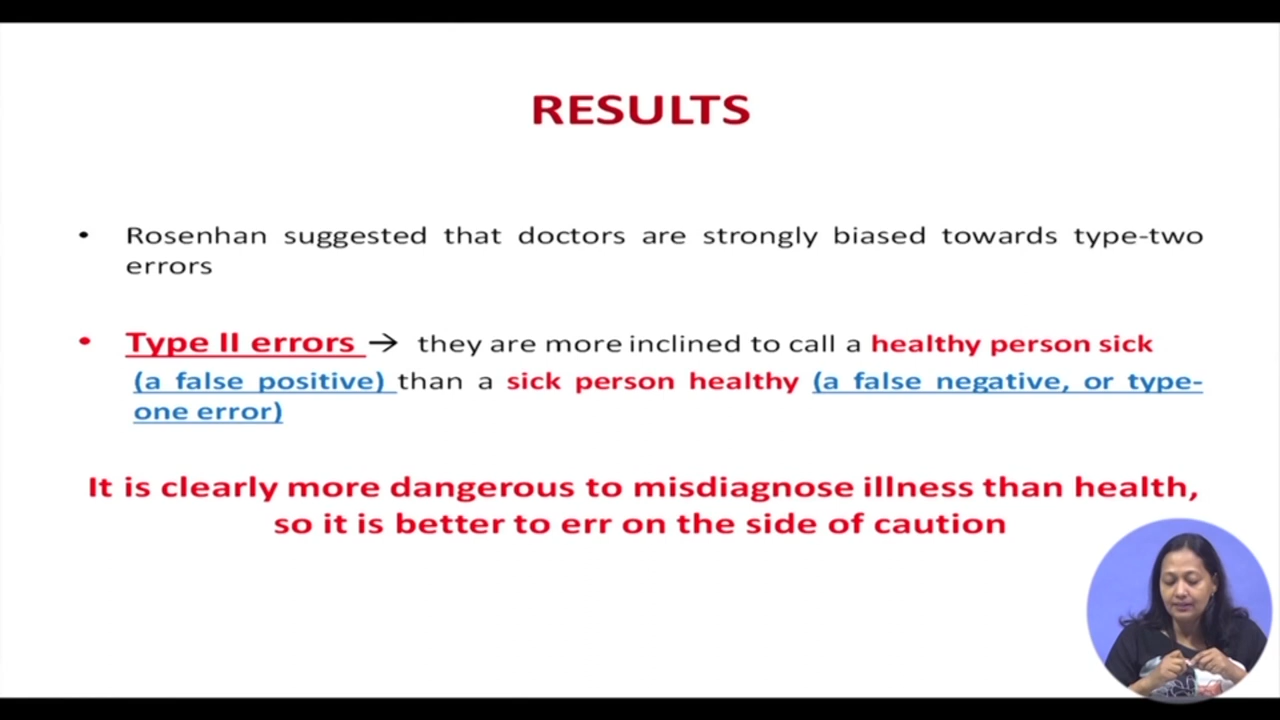 RESULTS
• Rosenhan suggested that doctors are strongly biased towards type-two
errors
• Type II errors → they are more inclined to call a healthy person sick
(a false positive) than a sick person healthy (a false negative, or type-
one error)
It is clearly more dangerous to misdiagnose illness than health,
so it is better to err on the side of caution